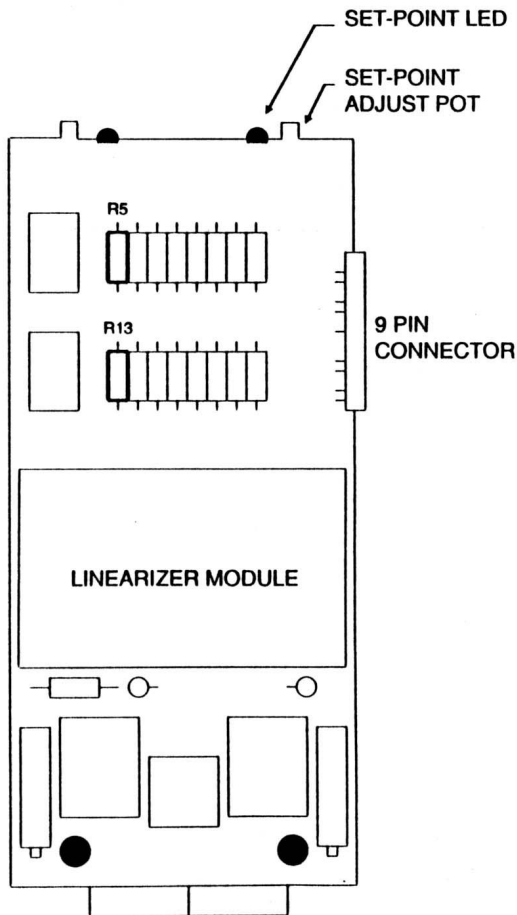 SET-POINT LED
SET-POINT
ADJUST POT
R5
R13
9 PIN
CONNECTOR
LINEARIZER MODULE